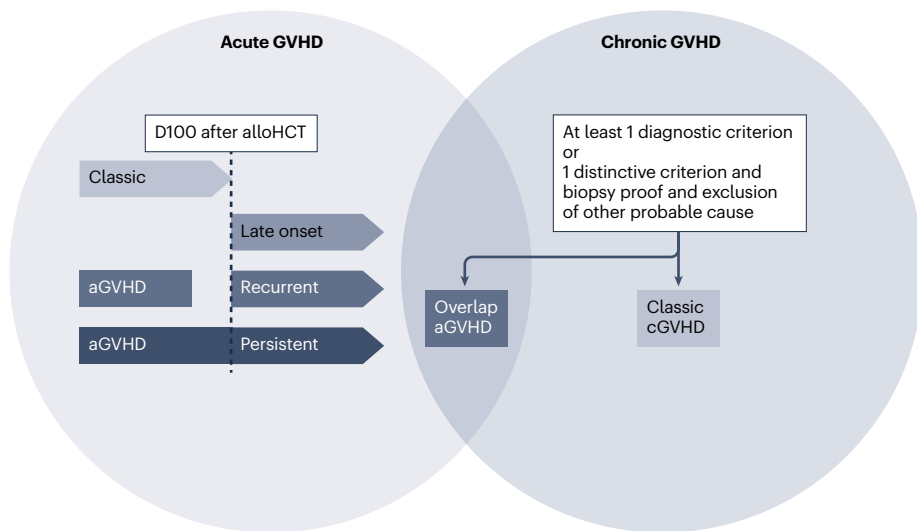 Acute GVHD
Chronic GVHD
D100 after alloHCT
Classic
Late onset
aGVHD
Recurrent
aGVHD
Persistent
At least 1 diagnostic criterion
or
1 distinctive criterion and
biopsy proof and exclusion
of other probable cause
Overlap
aGVHD
Classic
cGVHD